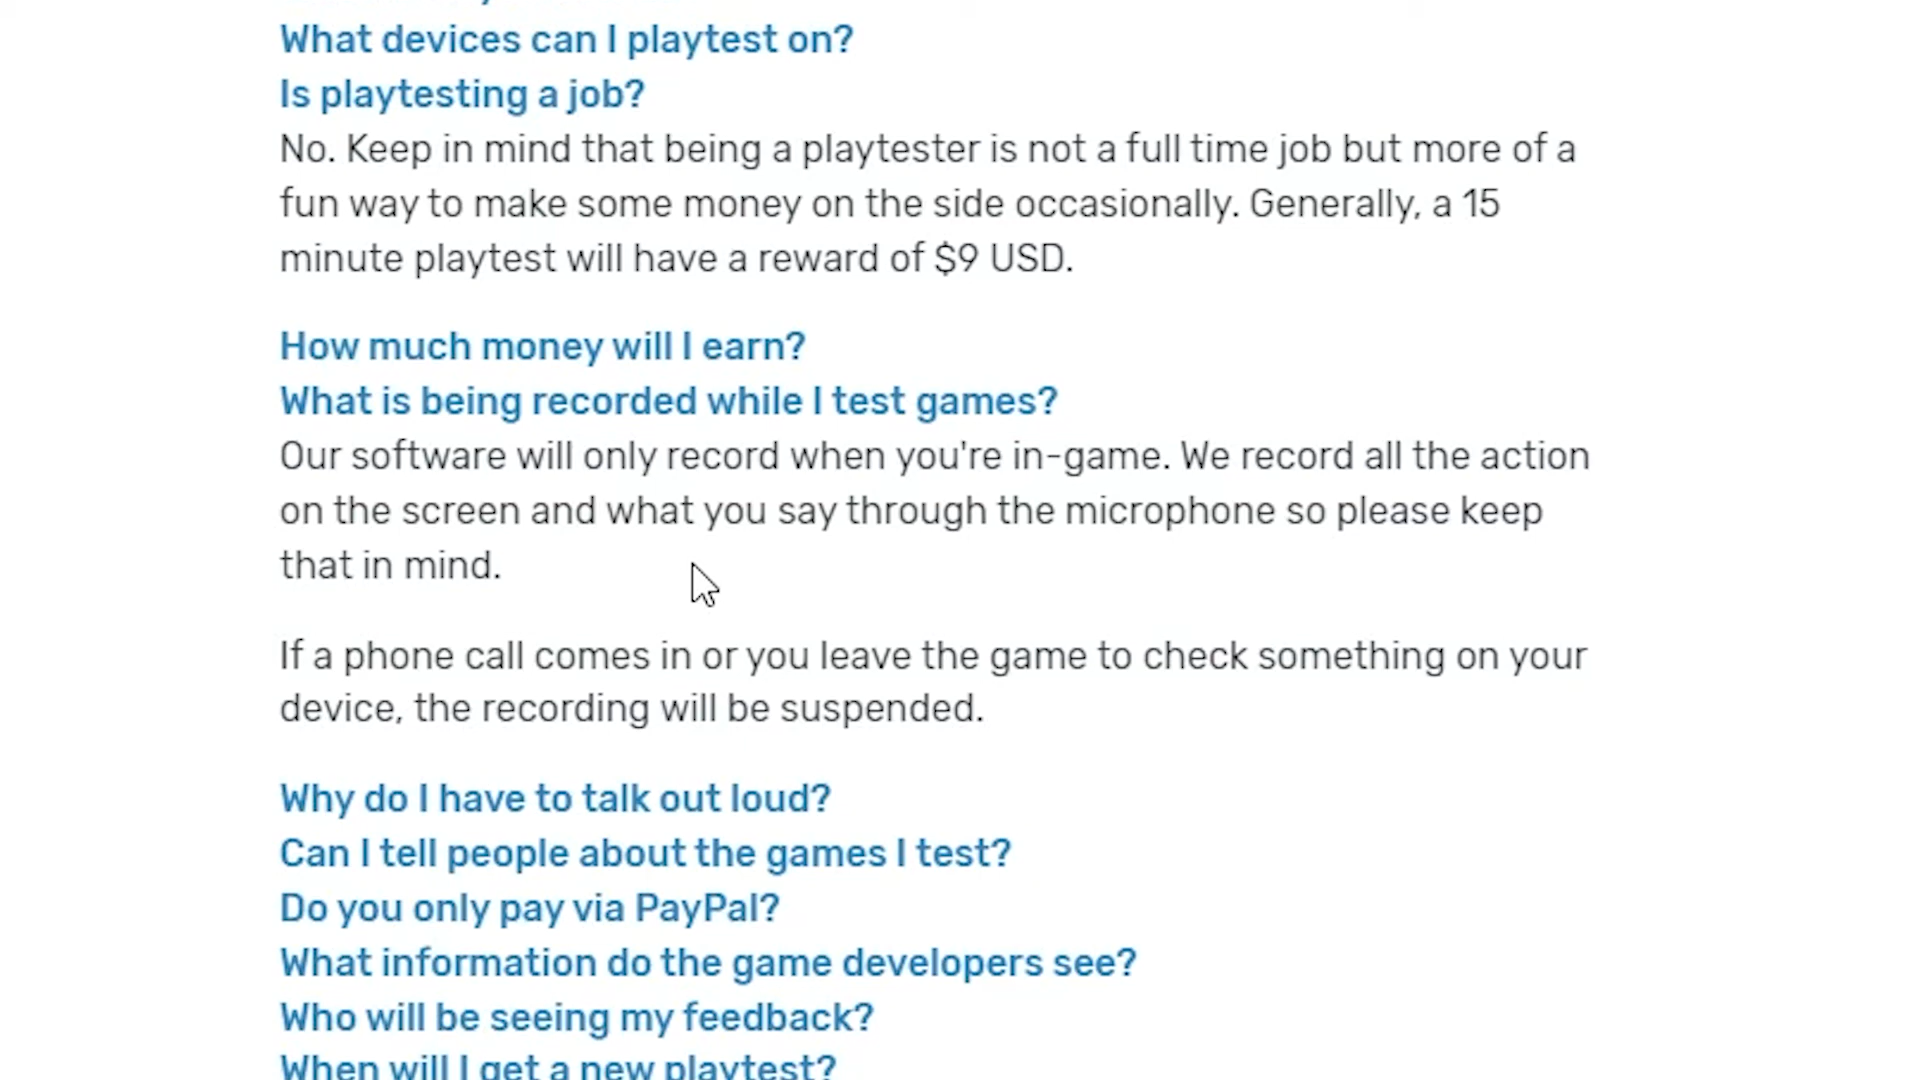 What devices can I playtest on?
Is playtesting a job?
No. Keep in mind that being a playtester is not a full time job but more of a
fun way to make some money on the side occasionally. Generally, a 15
minute playtest will have a reward of $9 USD.
How much money will I earn?
What is being recorded while I test games?
Our software will only record when you're in-game. We record all the action
on the screen and what you say through the microphone so please keep
that in mind.
If a phone call comes in or you leave the game to check something on your
device, the recording will be suspended.
Why do I have to talk out loud?
Can I tell people about the games I test?
Do you only pay via PayPal?
What information do the game developers see?
Who will be seeing my feedback?
When will I get a new playtest?